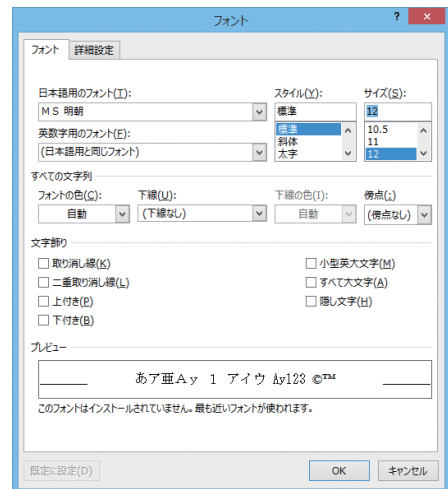 フォント ? ×
フォント 詳細設定
日本語用のフォント(T): スタイル(Y): サイズ(S):
ＭＳ 明朝 標準 12
英数字用のフォント(F): 標準 10.5
(日本語用と同じフォント) 斜体 11
太字 12
すべての文字列
フォントの色(C): 下線(U): 下線の色(I): 傍点(;)
自動 (下線なし) 自動 (傍点なし)
文字飾り
取り消し線(K) 小型英大文字(M)
二重取り消し線(L) すべて大文字(A)
上付き(P) 隠し文字(H)
下付き(B)
プレビュー
あア亜Ａｙ １ アイウ Ay123 ©™
このフォントはインストールされていません。最も近いフォントが使われます。
既定に設定(D) OK キャンセル